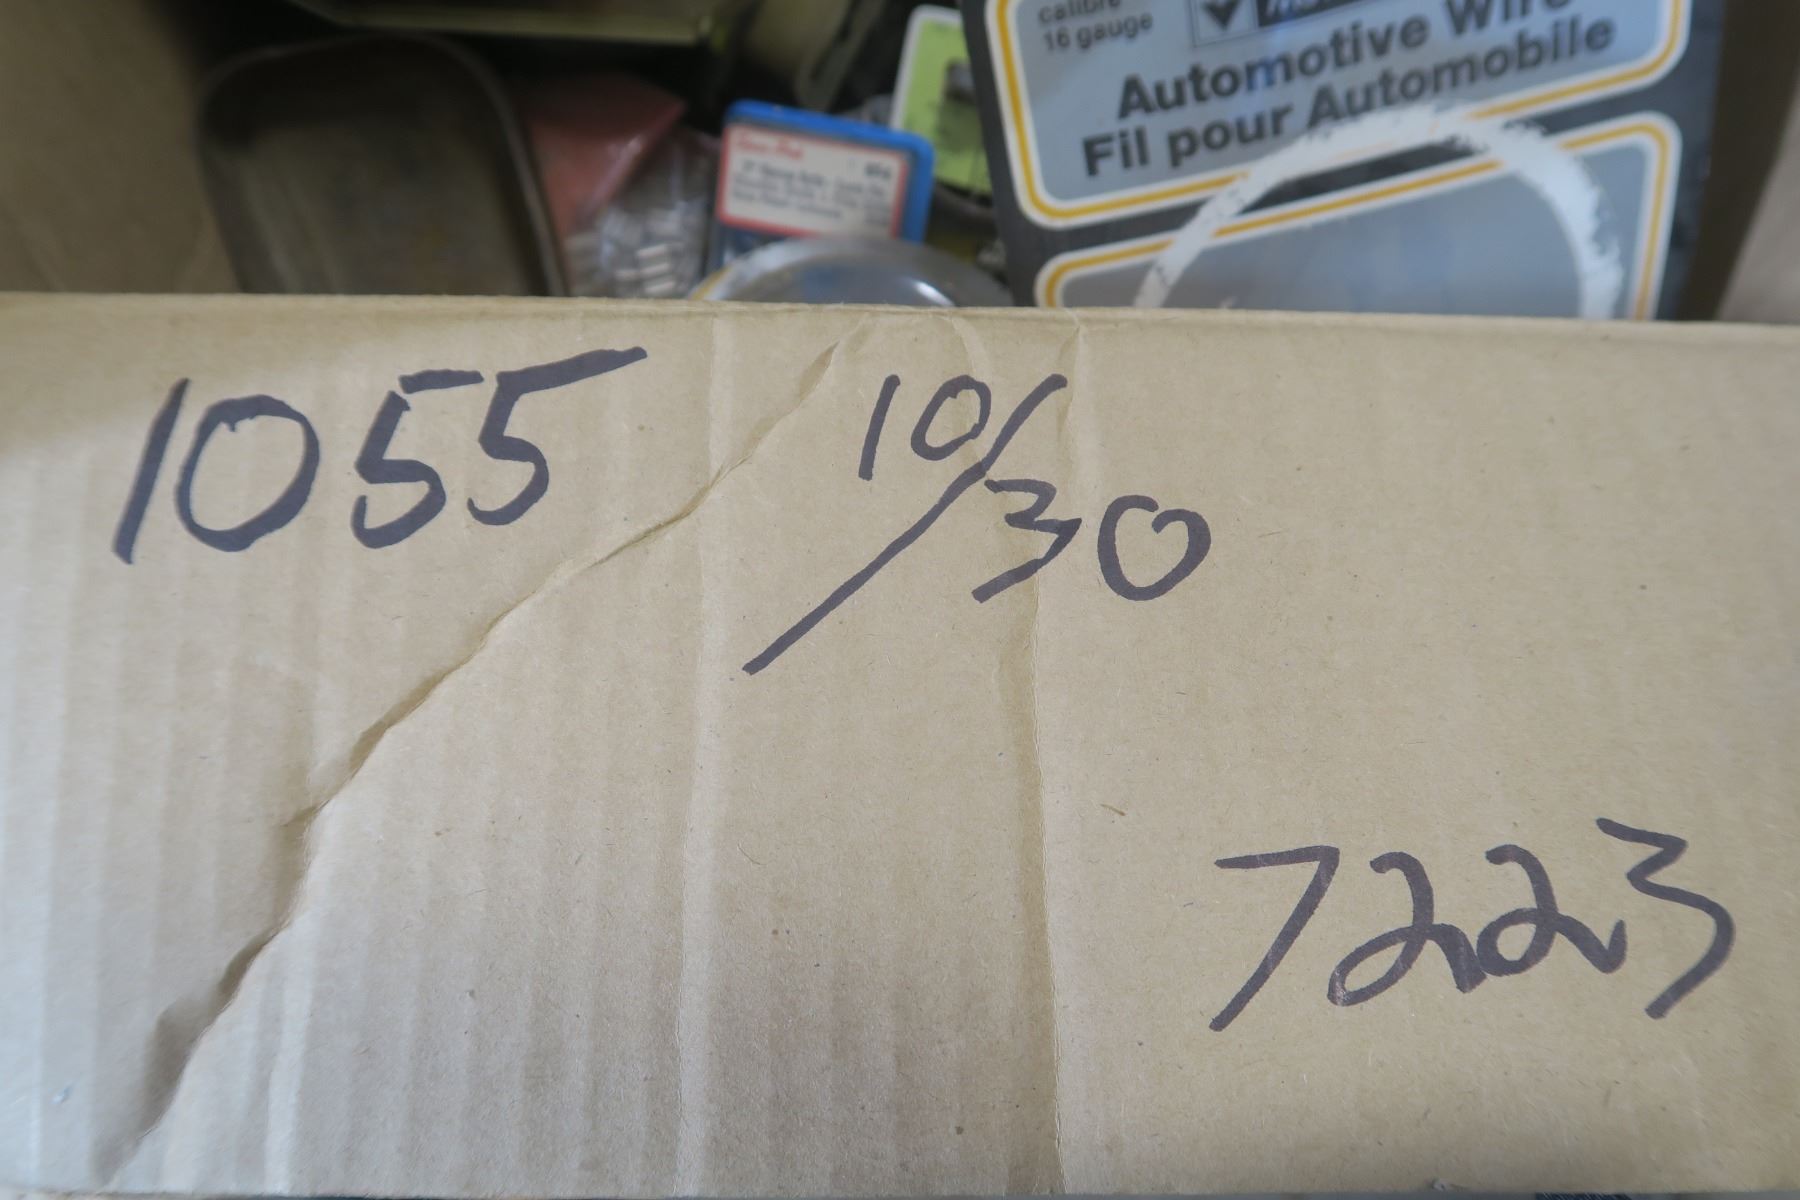 calibre
16 gauge
Automotive Wire
Fil pour Automobile
1055
10/30
7223